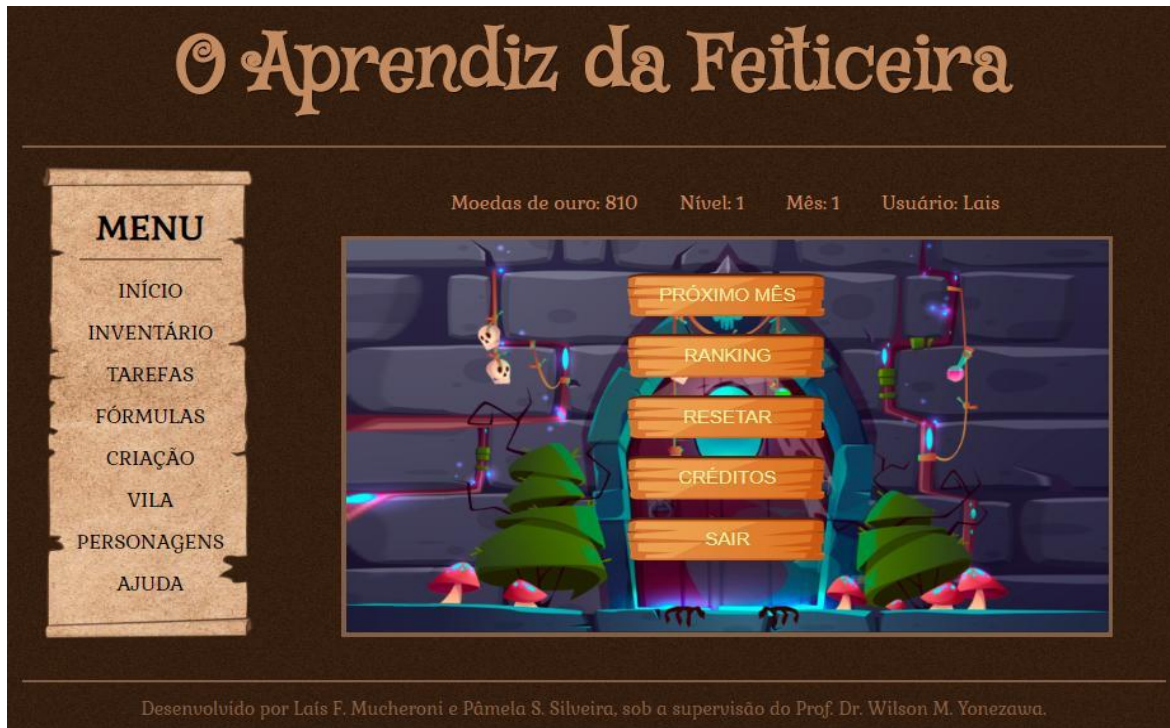 O Aprendiz da Feiticeira
MENU
INÍCIO
INVENTÁRIO
TAREFAS
FÓRMULAS
CRIAÇÃO
VILA
PERSONAGENS
AJUDA
Moedas de ouro: 810 Nível: 1 Mês: 1 Usuário: Lais
PRÓXIMO MÊS
RANKING
RESETAR
CRÉDITOS
SAIR
Desenvolvido por Laís F. Mucheroni e Pâmela S. Silveira, sob a supervisão do Prof. Dr. Wilson M. Yonezawa.